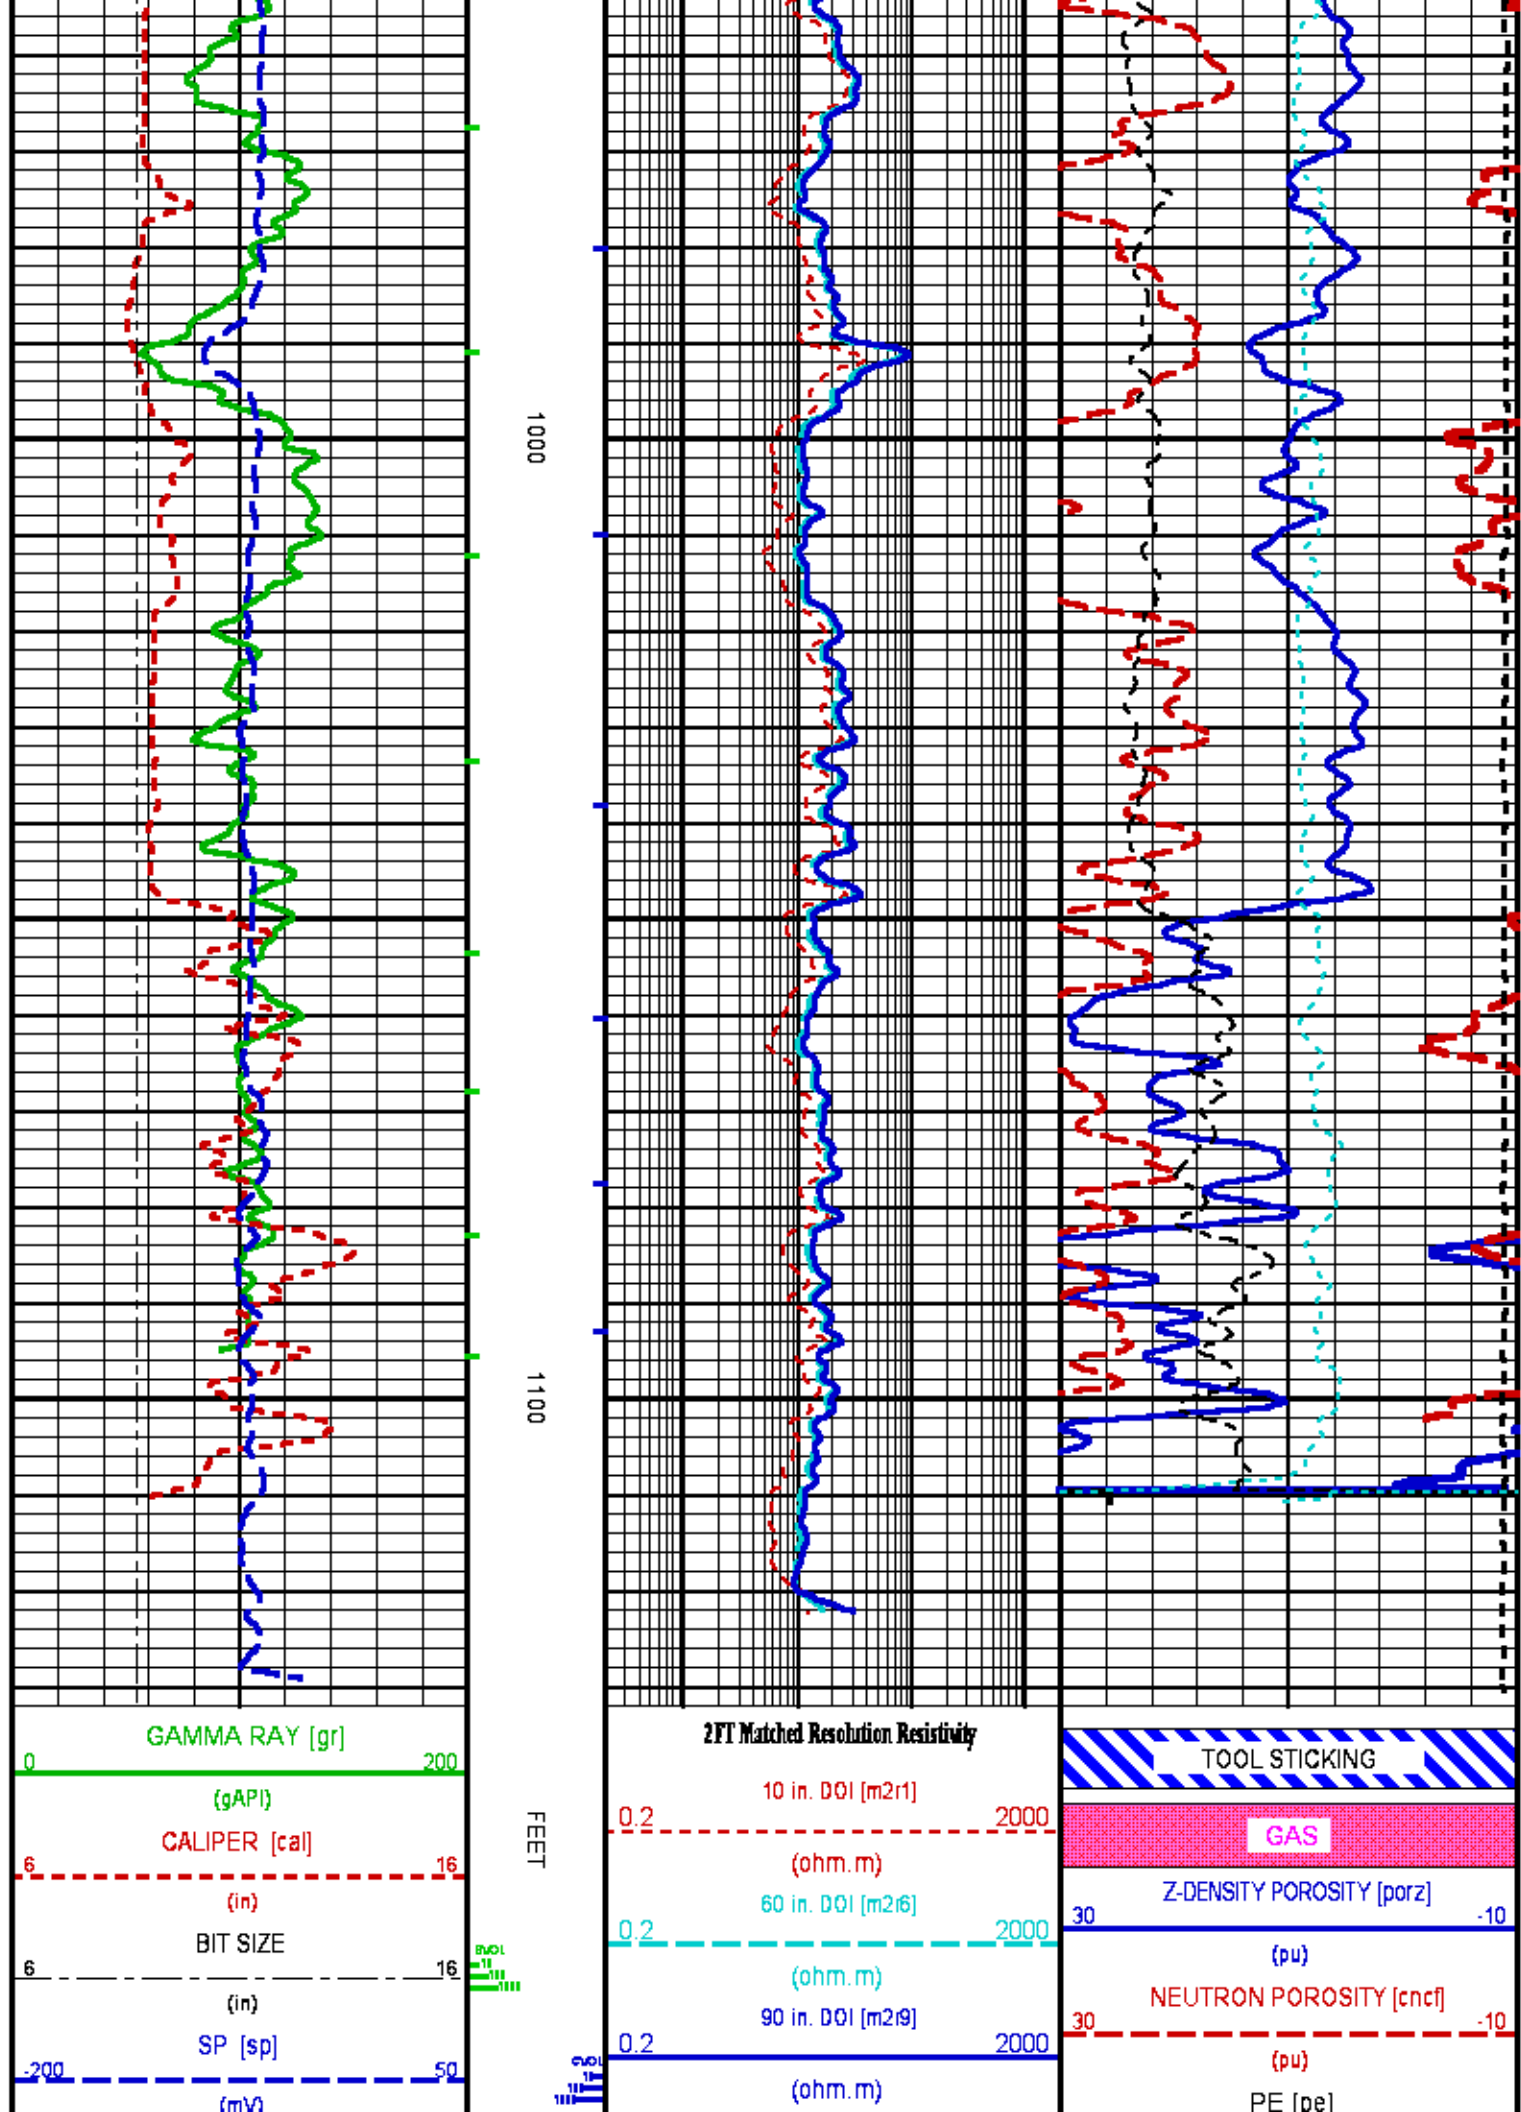 1000
1100
GAMMA RAY [gr]
0 200
(gAPI)
CALIPER [cal]
6 16
(in)
BIT SIZE
6 16
(in)
SP [sp]
-200 50
(mV)
FEET
2FT Matched Resolution Resistivity
10 in. DOI [m2r1]
0.2 2000
(ohm.m)
60 in. DOI [m2r6]
0.2 2000
(ohm.m)
90 in. DOI [m2r9]
0.2 2000
(ohm.m)
TOOL STICKING
GAS
Z-DENSITY POROSITY [porz]
30 -10
(pu)
NEUTRON POROSITY [cncf]
30 -10
(pu)
PE [pe]